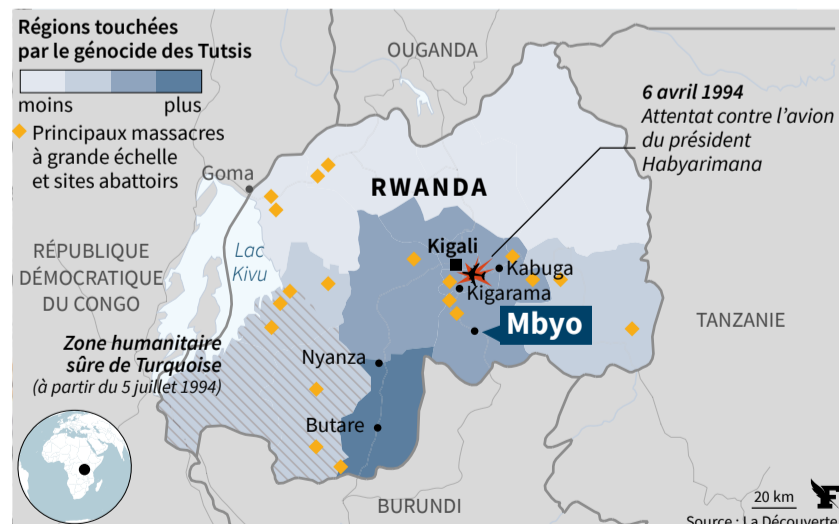 Régions touchées
par le génocide des Tutsis
moins
plus
Principaux massacres
à grande échelle
et sites abattoirs
OUGANDA
6 avril 1994
Attentat contre l'avion
du président
Habyarimana
Goma
RWANDA
Lac
Kivu
Kigali
Kabuga
Kigarama
RÉPUBLIQUE
DÉMOCRATIQUE
DU CONGO
Mbyo
TANZANIE
Zone humanitaire
sûre de Turquoise
(à partir du 5 juillet 1994)
Nyanza
Butare
BURUNDI
20 km
F
Source : La Découverte